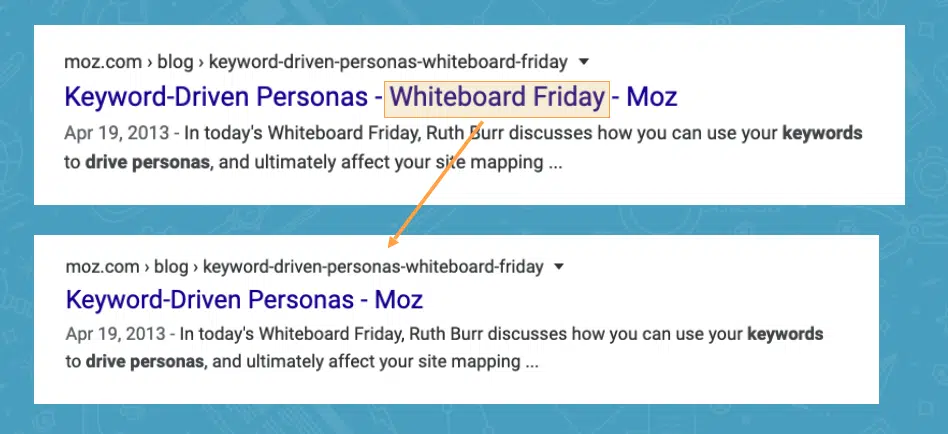 moz.com › blog › keyword-driven-personas-whiteboard-friday
Keyword-Driven Personas - Whiteboard Friday - Moz
Apr 19, 2013 - In today's Whiteboard Friday, Ruth Burr discusses how you can use your keywords
to drive personas, and ultimately affect your site mapping ...
moz.com › blog › keyword-driven-personas-whiteboard-friday
Keyword-Driven Personas - Moz
Apr 19, 2013 - In today's Whiteboard Friday, Ruth Burr discusses how you can use your keywords
to drive personas, and ultimately affect your site mapping ...